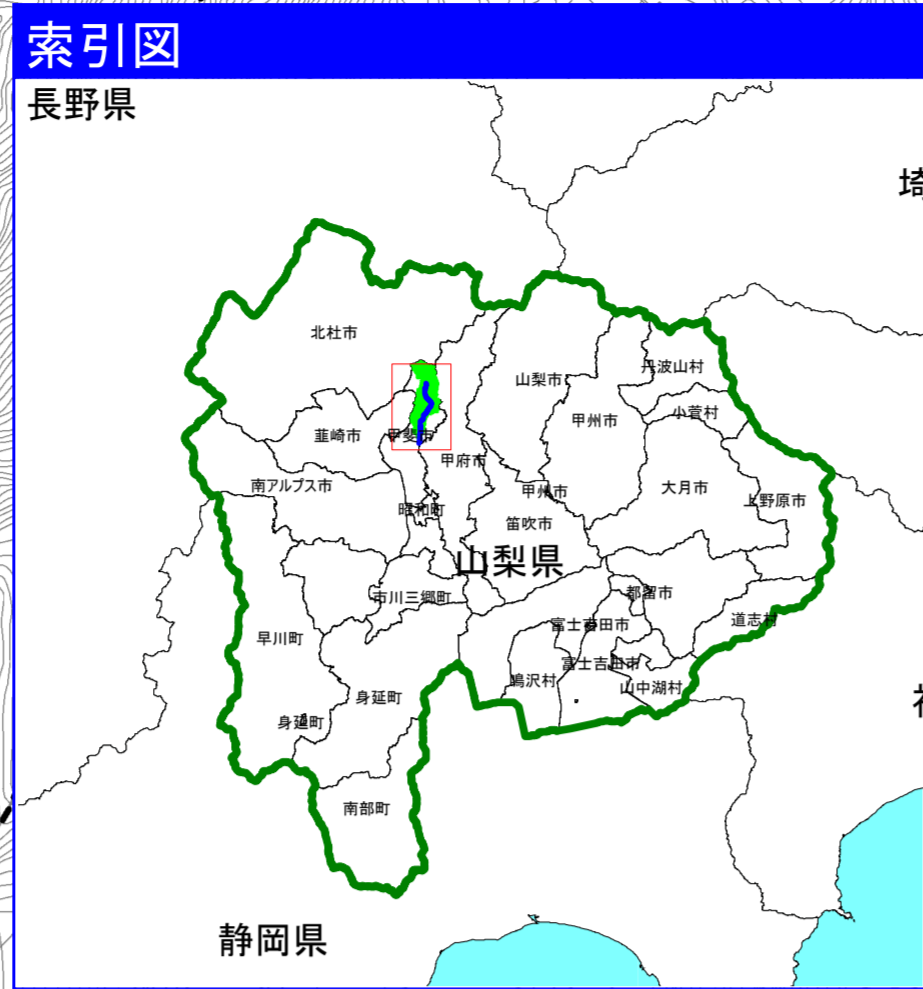 索引図
長野県
埼
北杜市
丹波山村
山梨市
小菅村
甲州市
韮崎市
甲斐市
甲府市
南アルプス市
甲州市
大月市
上野原市
昭和町
笛吹市
山梨県
都留市
市川三郷町
道志村
早川町
富士吉田市
富士吉田市
鳴沢村
山中湖村
身延町
身延町
南部町
静岡県